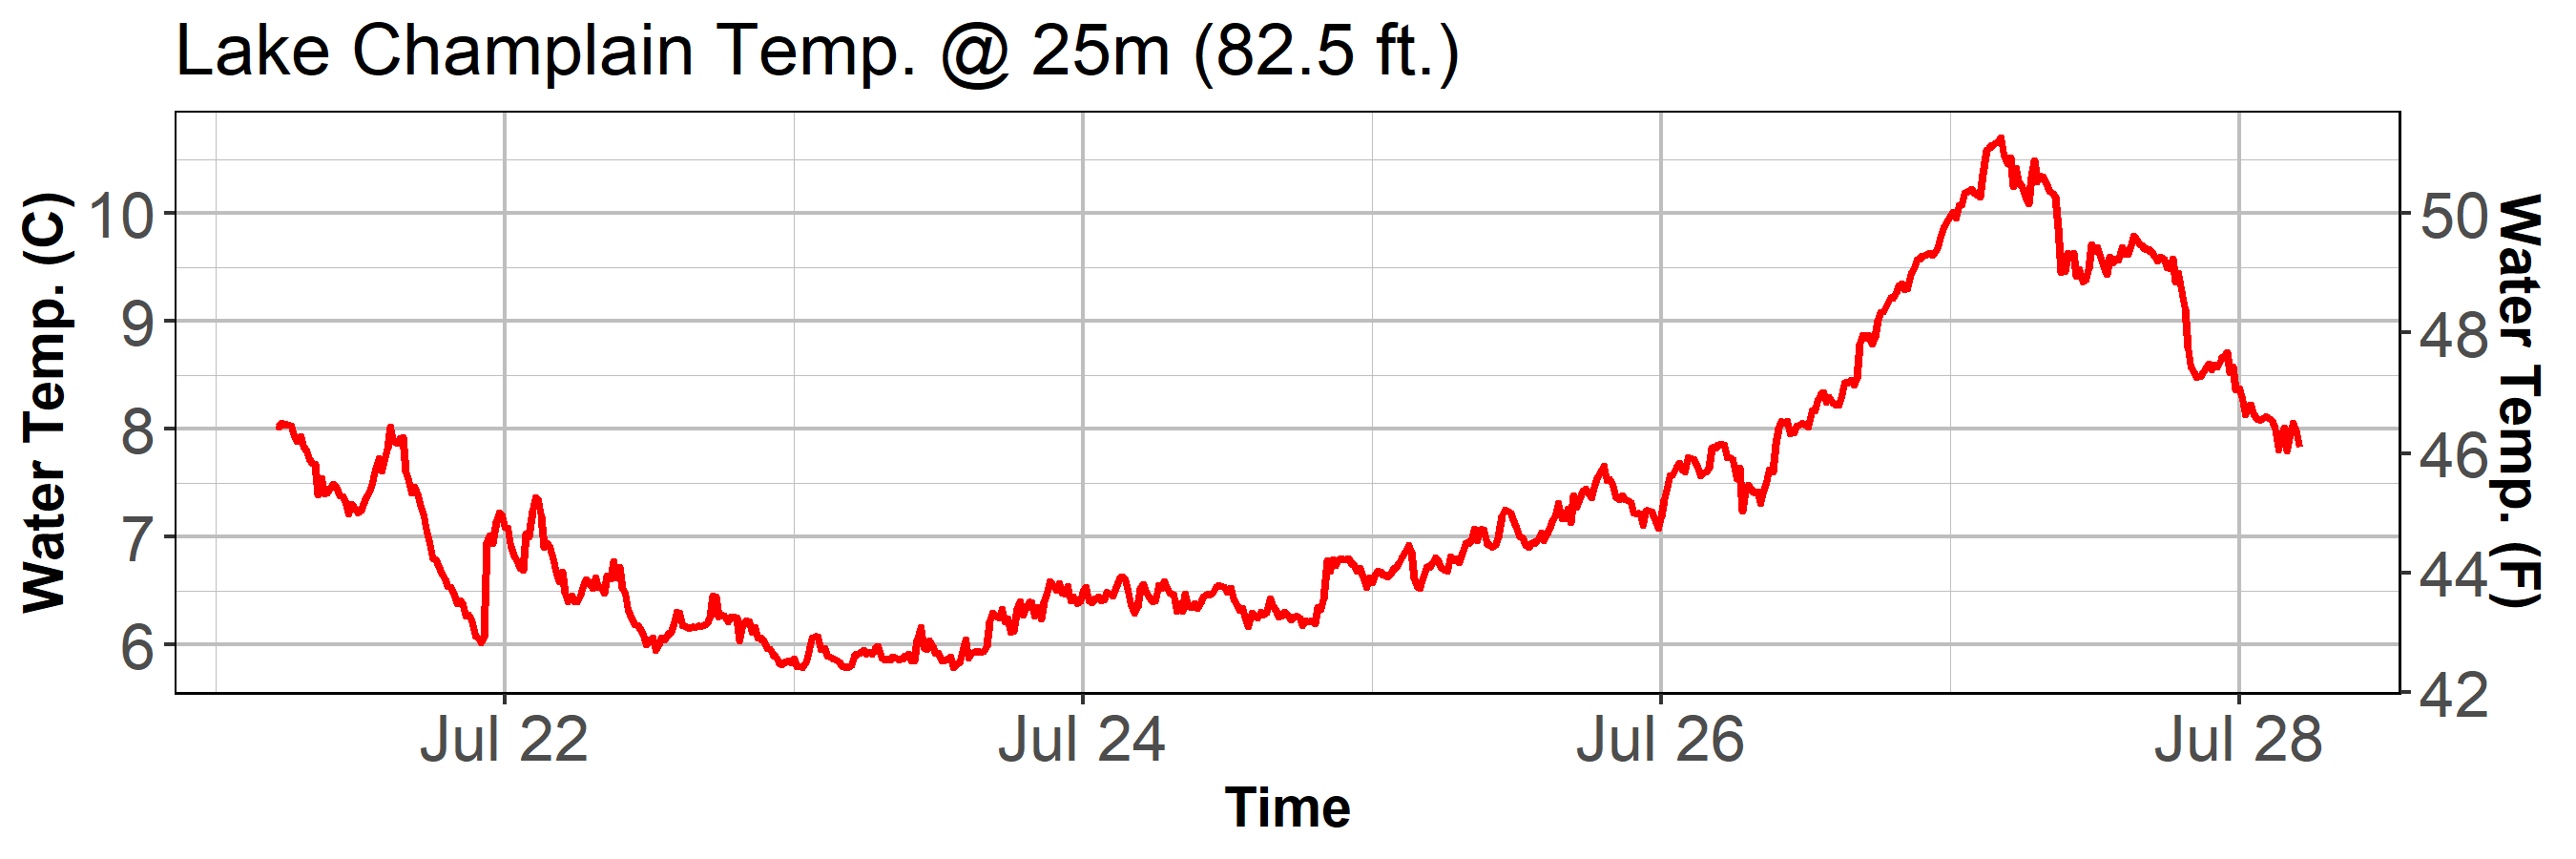 Lake Champlain Temp. @ 25m (82.5 ft.)
Water Temp. (C)
10
9
8
7
6
50
48
46
44
42
Water Temp. (F)
Jul 22
Jul 24
Jul 26
Jul 28
Time